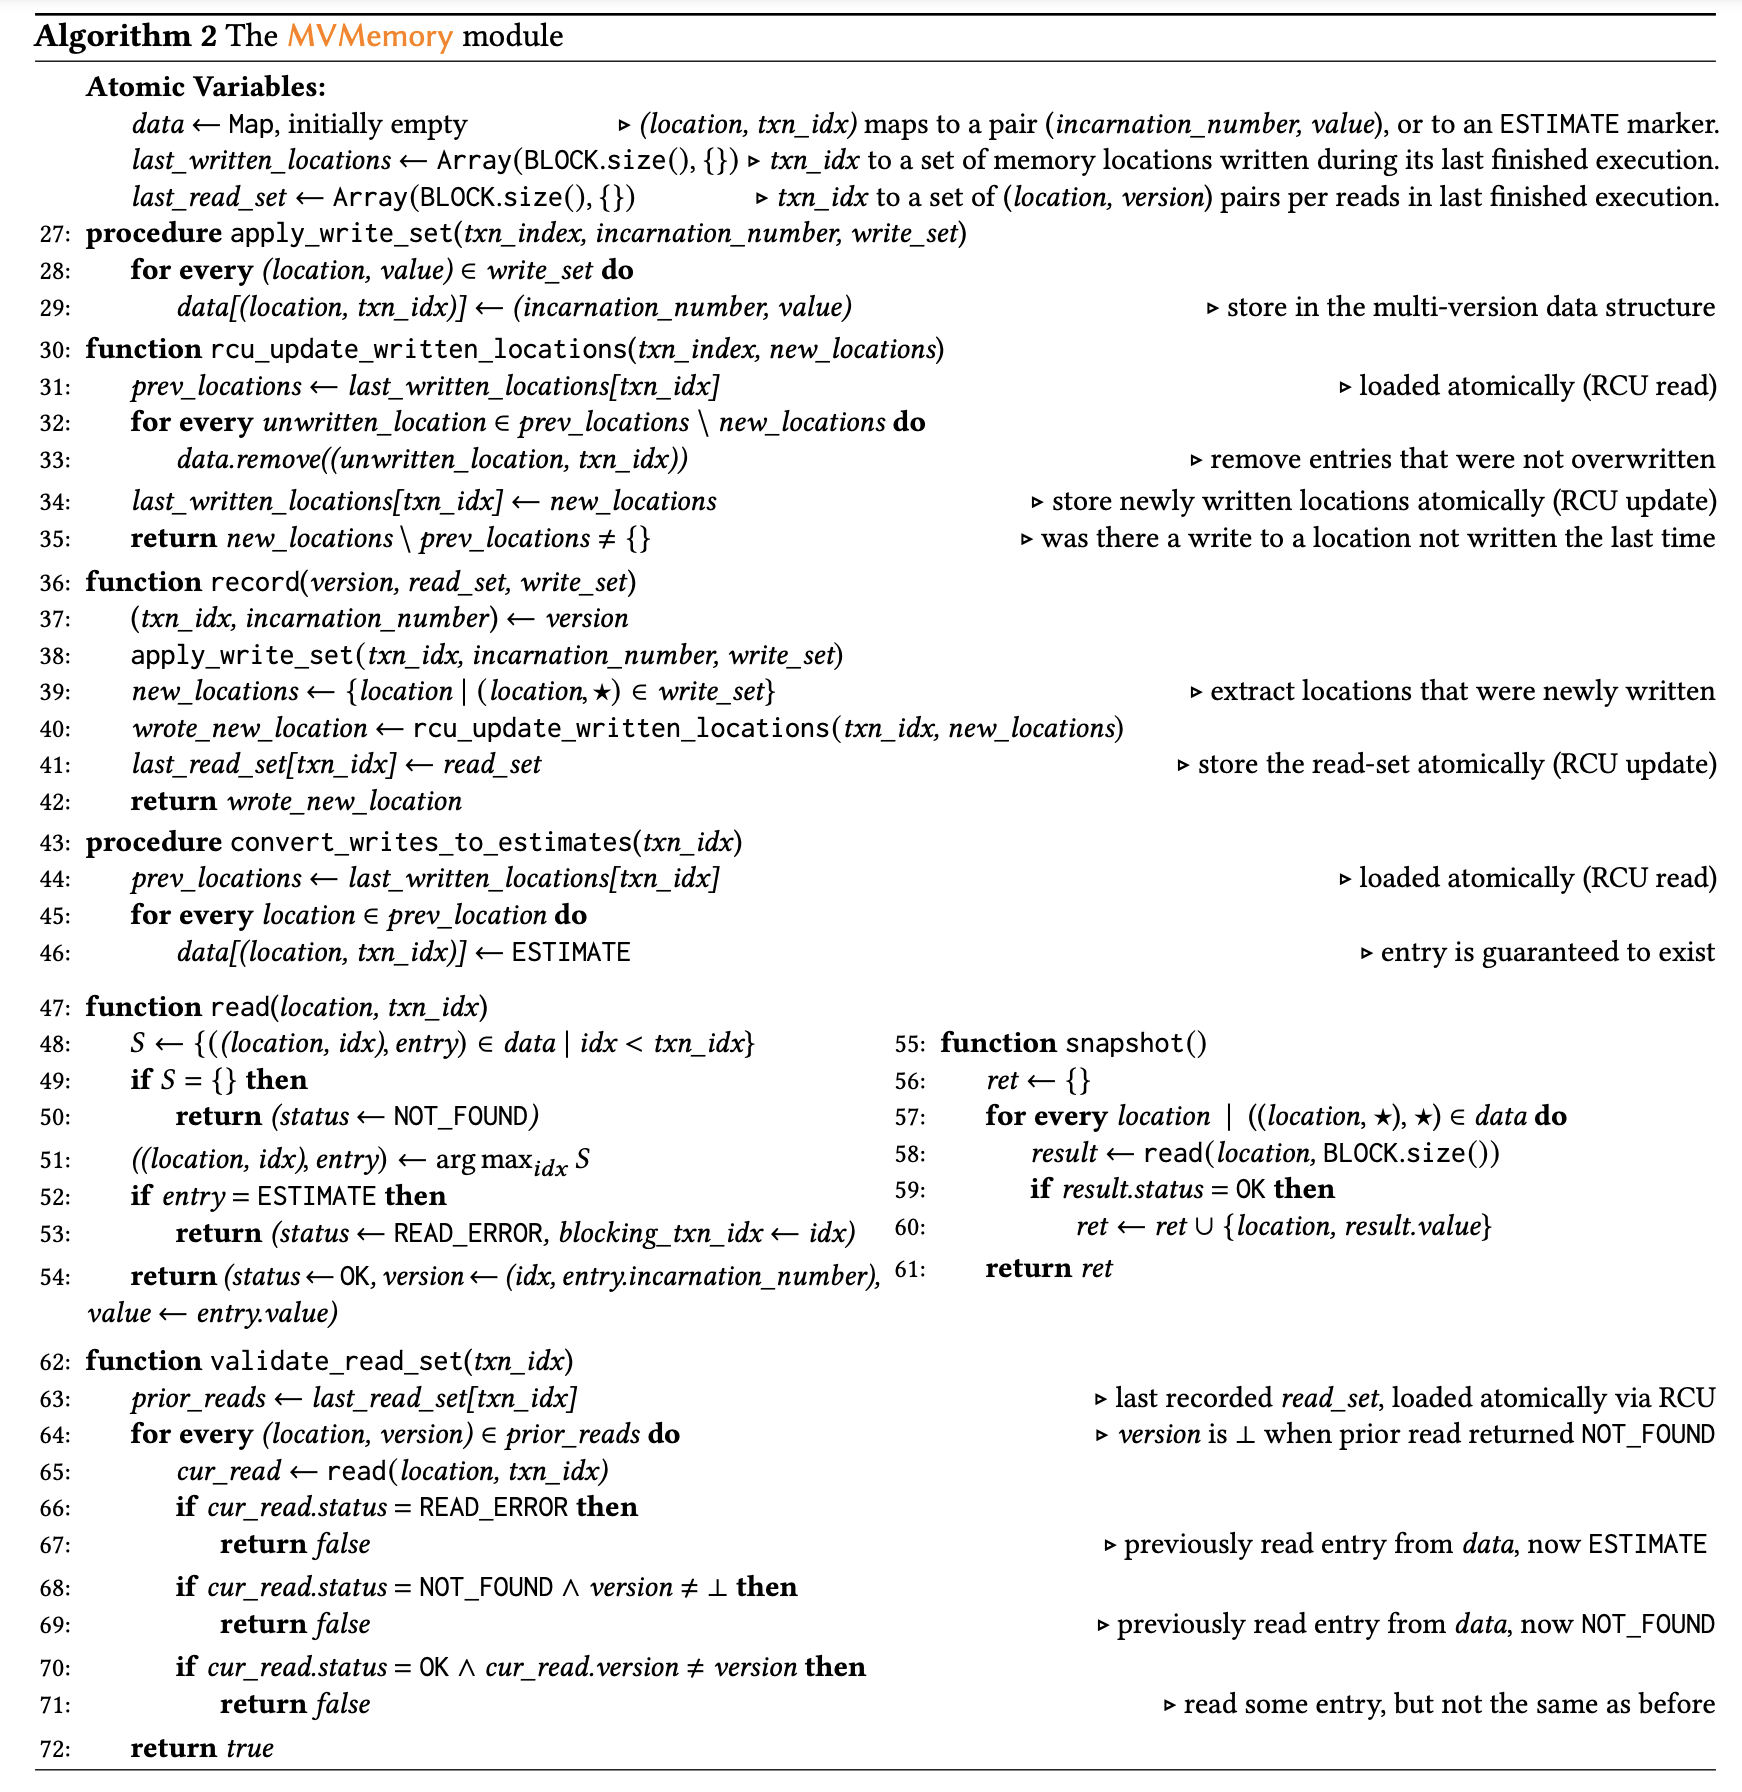 Algorithm 2 The MVMemory module
Atomic Variables:
data ← Map, initially empty ▷ (location, txn_idx) maps to a pair (incarnation_number, value), or to an ESTIMATE marker.
last_written_locations ← Array(BLOCK.size(), {}) ▷ txn_idx to a set of memory locations written during its last finished execution.
last_read_set ← Array(BLOCK.size(), {}) ▷ txn_idx to a set of (location, version) pairs per reads in last finished execution.
27: procedure apply_write_set(txn_index, incarnation_number, write_set)
28: for every (location, value) ∈ write_set do
29: data[(location, txn_idx)] ← (incarnation_number, value) ▷ store in the multi-version data structure
30: function rcu_update_written_locations(txn_index, new_locations)
31: prev_locations ← last_written_locations[txn_idx] ▷ loaded atomically (RCU read)
32: for every unwritten_location ∈ prev_locations \ new_locations do
33: data.remove((unwritten_location, txn_idx)) ▷ remove entries that were not overwritten
34: last_written_locations[txn_idx] ← new_locations ▷ store newly written locations atomically (RCU update)
35: return new_locations \ prev_locations ≠ {} ▷ was there a write to a location not written the last time
36: function record(version, read_set, write_set)
37: (txn_idx, incarnation_number) ← version
38: apply_write_set(txn_idx, incarnation_number, write_set)
39: new_locations ← {location | (location, ★) ∈ write_set} ▷ extract locations that were newly written
40: wrote_new_location ← rcu_update_written_locations(txn_idx, new_locations)
41: last_read_set[txn_idx] ← read_set ▷ store the read-set atomically (RCU update)
42: return wrote_new_location
43: procedure convert_writes_to_estimates(txn_idx)
44: prev_locations ← last_written_locations[txn_idx] ▷ loaded atomically (RCU read)
45: for every location ∈ prev_location do
46: data[(location, txn_idx)] ← ESTIMATE ▷ entry is guaranteed to exist
47: function read(location, txn_idx)
48: S ← {((location, idx), entry) ∈ data | idx < txn_idx}
49: if S = {} then
50: return (status ← NOT_FOUND)
51: ((location, idx), entry) ← arg max_idx S
52: if entry = ESTIMATE then
53: return (status ← READ_ERROR, blocking_txn_idx ← idx)
54: return (status ← OK, version ← (idx, entry.incarnation_number),
value ← entry.value)
55: function snapshot()
56: ret ← {}
57: for every location | ((location, ★), ★) ∈ data do
58: result ← read(location, BLOCK.size())
59: if result.status = OK then
60: ret ← ret ∪ {location, result.value}
61: return ret
62: function validate_read_set(txn_idx)
63: prior_reads ← last_read_set[txn_idx] ▷ last recorded read_set, loaded atomically via RCU
64: for every (location, version) ∈ prior_reads do ▷ version is ⊥ when prior read returned NOT_FOUND
65: cur_read ← read(location, txn_idx)
66: if cur_read.status = READ_ERROR then
67: return false ▷ previously read entry from data, now ESTIMATE
68: if cur_read.status = NOT_FOUND ∧ version ≠ ⊥ then
69: return false ▷ previously read entry from data, now NOT_FOUND
70: if cur_read.status = OK ∧ cur_read.version ≠ version then
71: return false ▷ read some entry, but not the same as before
72: return true